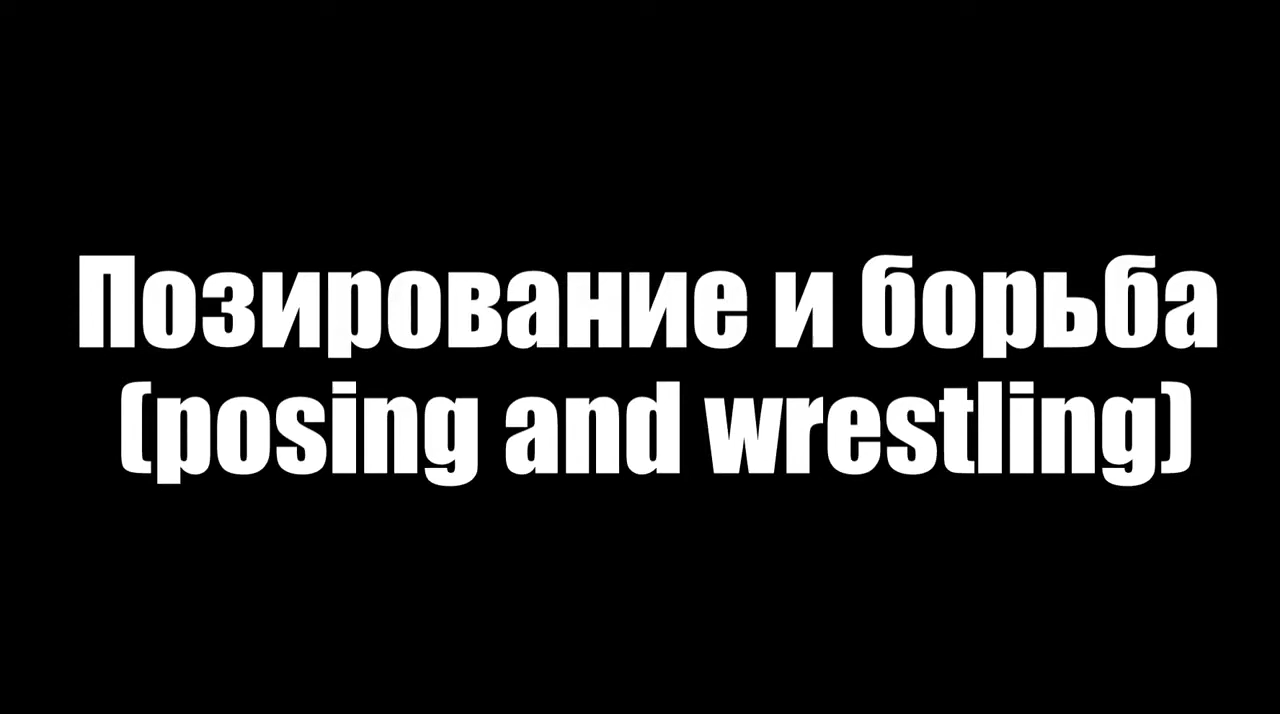 Позирование и борьба
(posing and wrestling)